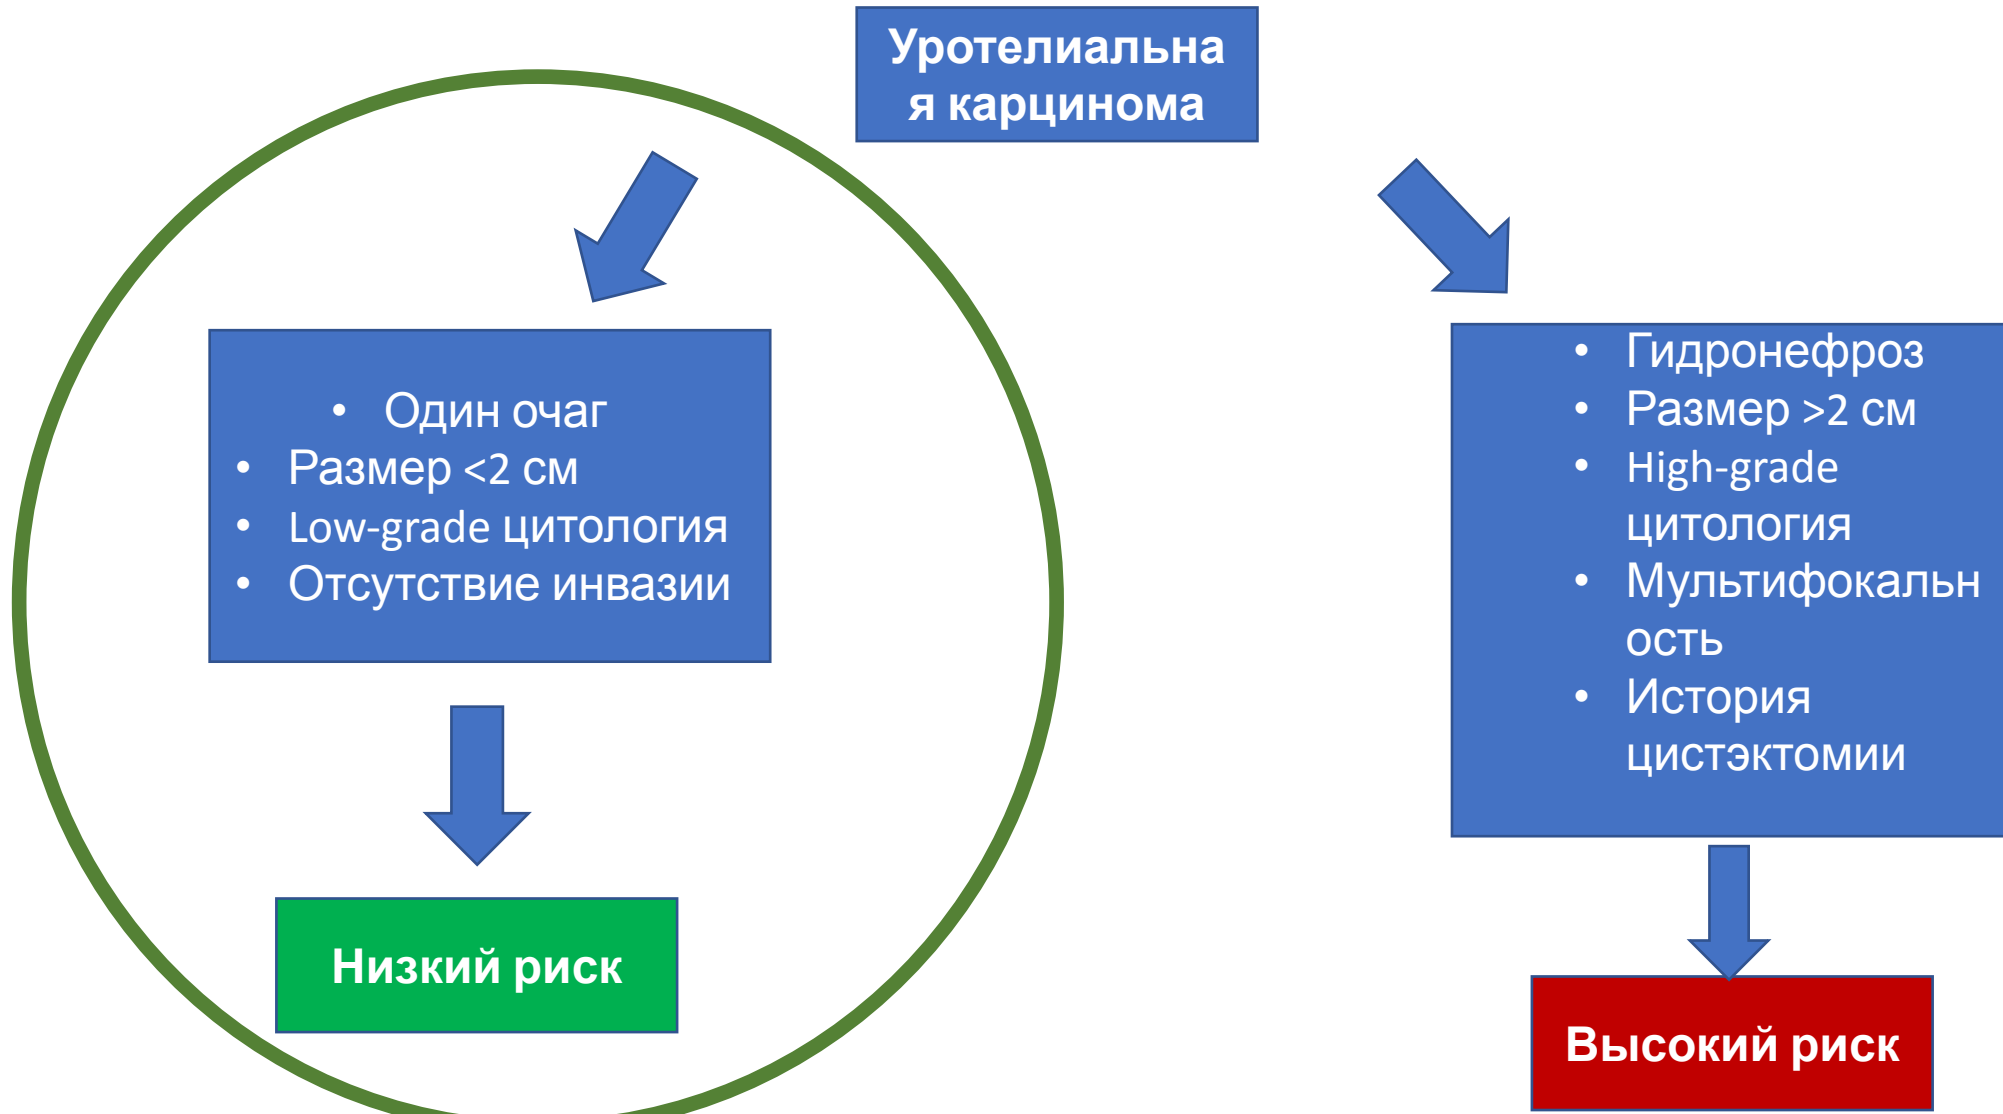 Уротелиальна
я карцинома
• Один очаг
• Размер <2 см
• Low-grade цитология
• Отсутствие инвазии
Низкий риск
• Гидронефроз
• Размер >2 см
• High-grade
цитология
• Мультифокальн
ость
• История
цистэктомии
Высокий риск